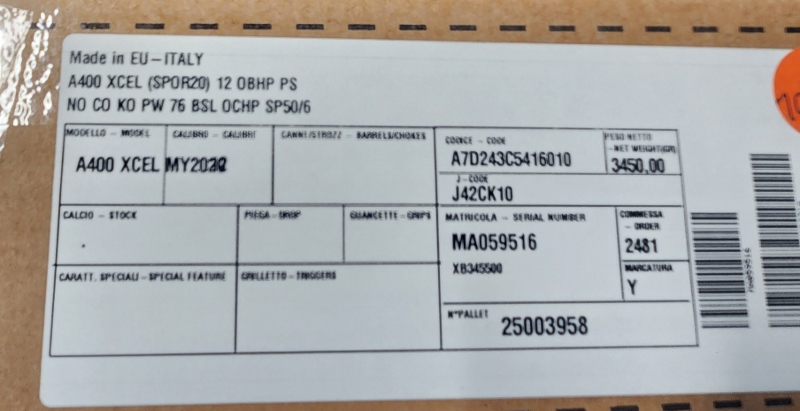 Made in EU-ITALY
A400 XCEL (SPOR20) 12 OBHP PS
NO CO KO PW 76 BSL OCHP SP50/6
MODELLO - MODEL
CALIBRO - CALIBRE
CANNE/STROZZ - BARRELS/CHOKES
CODICE - CODE
PESO NETTO
-NET WEIGHT(GR)
A400 XCEL
A7D243C5416010
3450,00
J-CODE
J42CK10
CALCIO - STOCK
PIEGA - DROP
GUANCETTE - GRIPS
MATRICOLA - SERIAL NUMBER
COMMESSA
- ORDER
MA059516
2481
XB345500
MARCATURA
Y
CARATT. SPECIALI - SPECIAL FEATURE
GRILLETTO - TRIGGERS
N°PALLET
25003958
MA059516